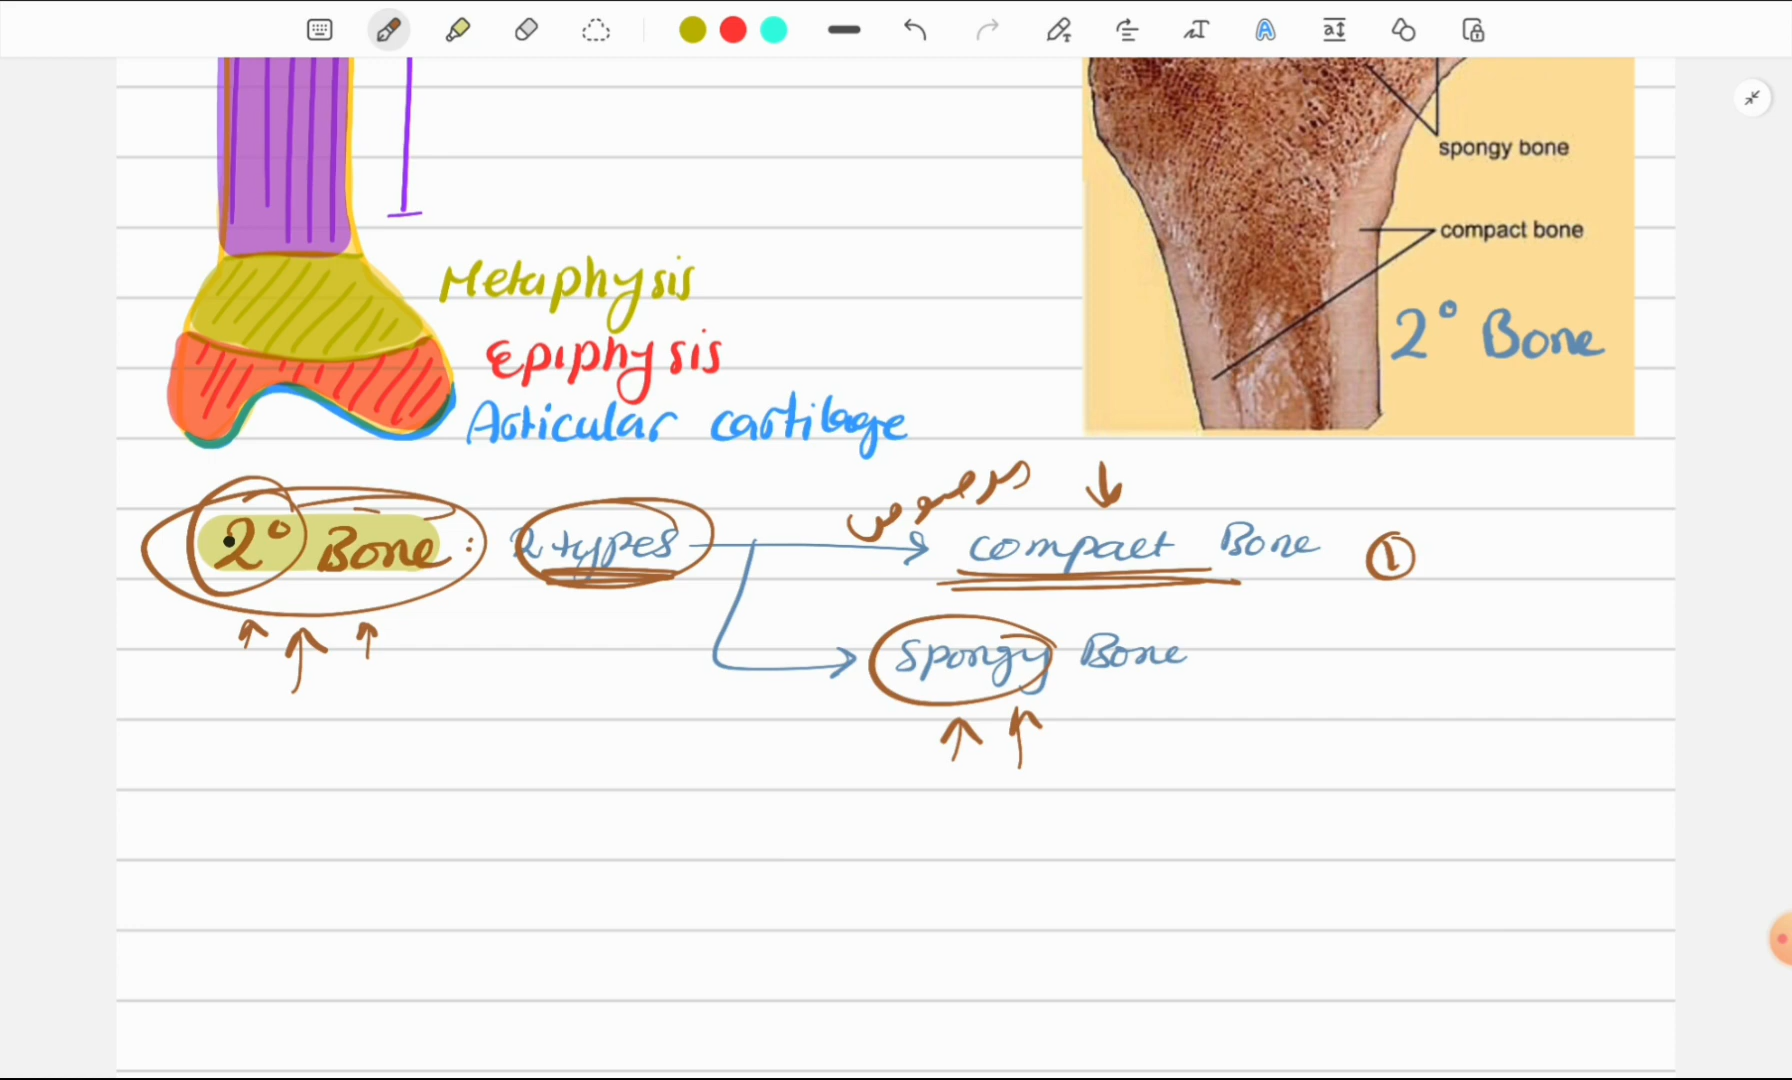 spongy bone
compact bone
2° Bone
Metaphysis
Epiphysis
Articular cartilage
2° Bone : 2 types → compact Bone ①
spongy Bone